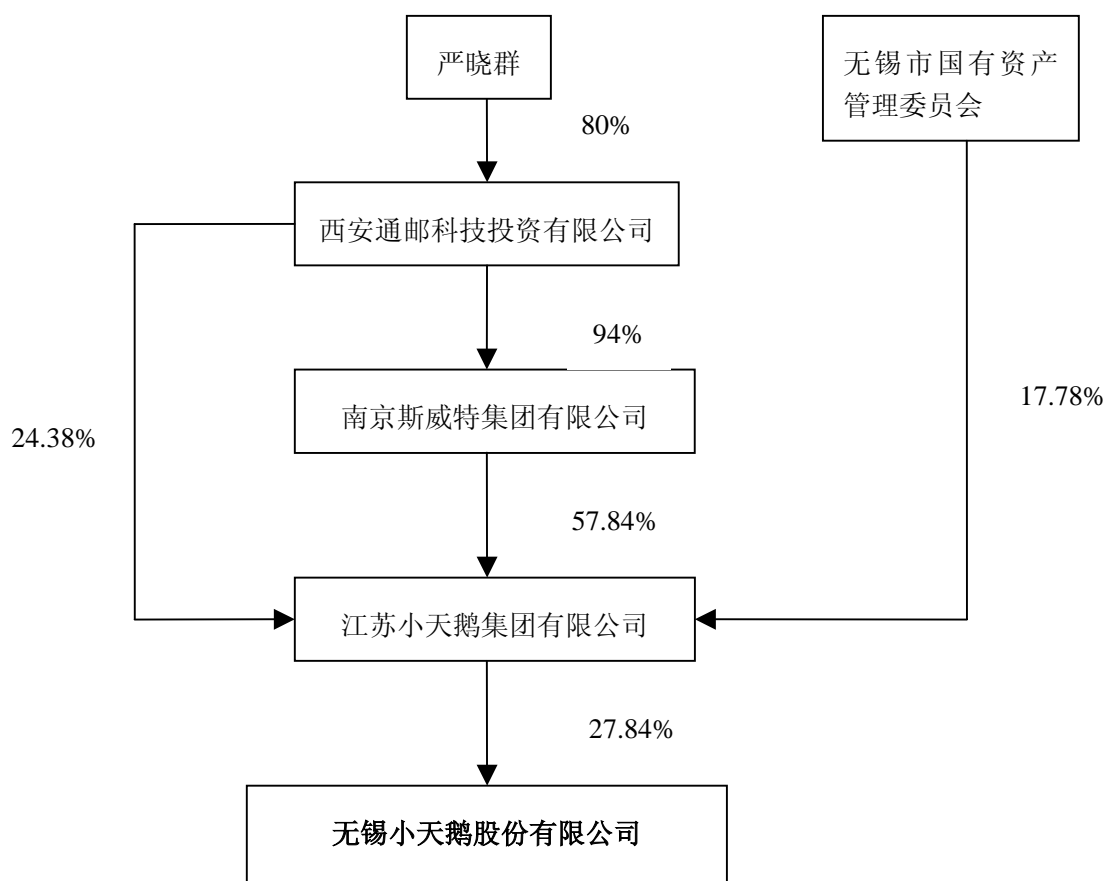 严晓群
无锡市国有资产
管理委员会
80%
西安通邮科技投资有限公司
94%
南京斯威特集团有限公司
17.78%
24.38%
57.84%
江苏小天鹅集团有限公司
27.84%
无锡小天鹅股份有限公司